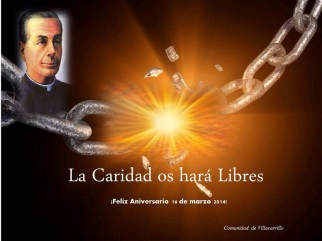 La Caridad os hará Libres
¡Feliz Aniversario 16 de marzo 2014!
Comunidad de Villacarrillo